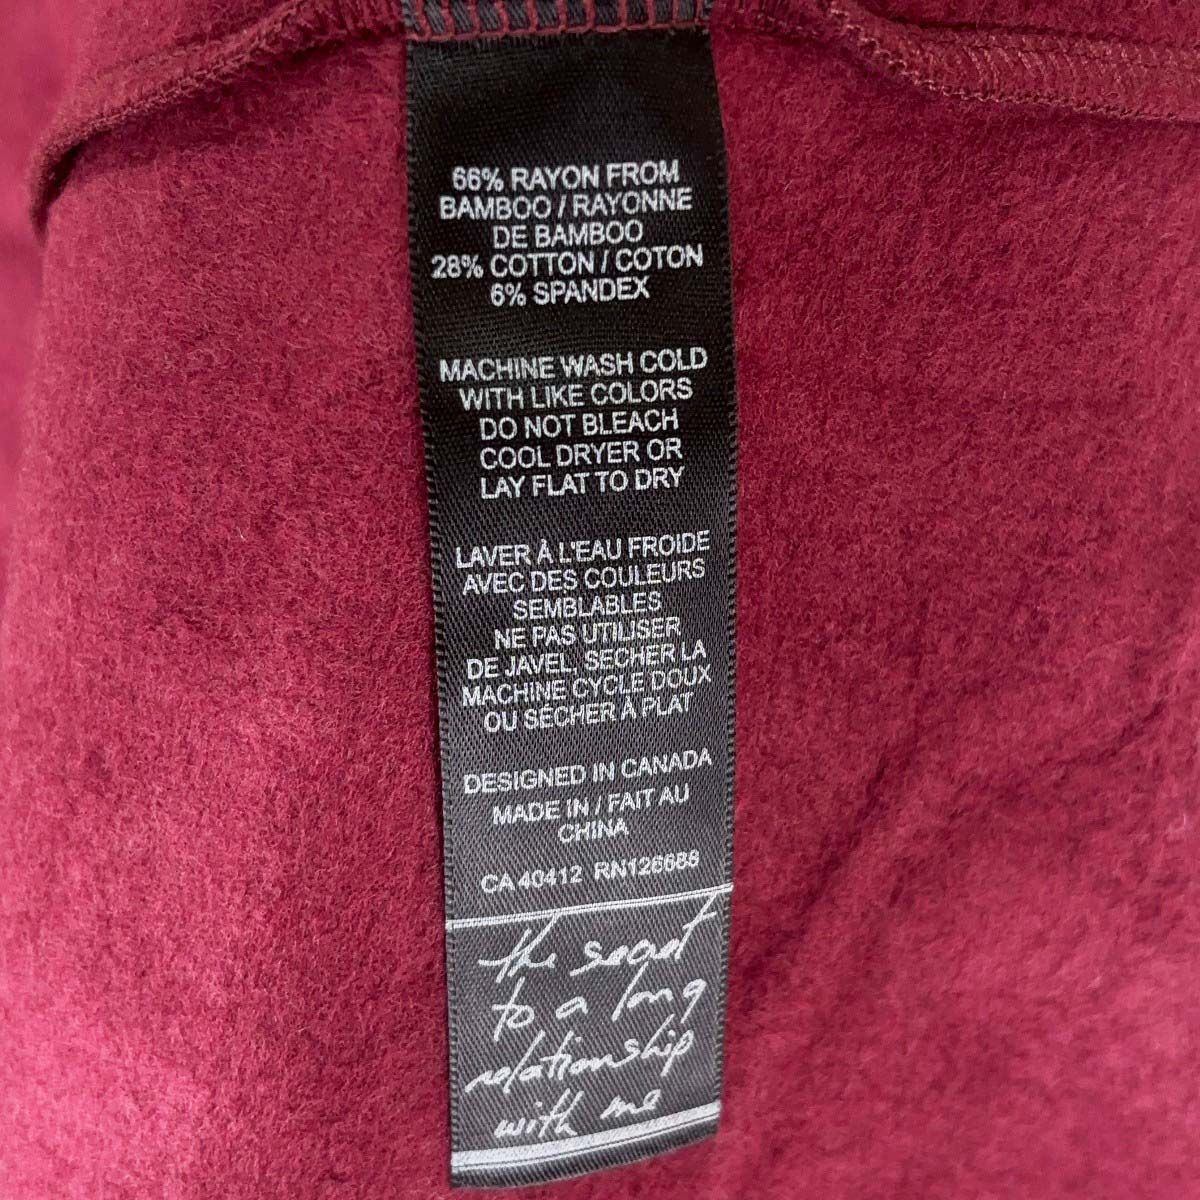 66% RAYON FROM
BAMBOO / RAYONNE
DE BAMBOO
28% COTTON / COTON
6% SPANDEX
MACHINE WASH COLD
WITH LIKE COLORS
DO NOT BLEACH
COOL DRYER OR
LAY FLAT TO DRY
LAVER À L'EAU FROIDE
AVEC DES COULEURS
SEMBLABLES
NE PAS UTILISER
DE JAVEL, SÉCHER LA
MACHINE CYCLE DOUX
OU SÉCHER À PLAT
DESIGNED IN CANADA
MADE IN / FAIT AU
CHINA
CA 40412 RN126688
the secret
to a long
relationship
with me